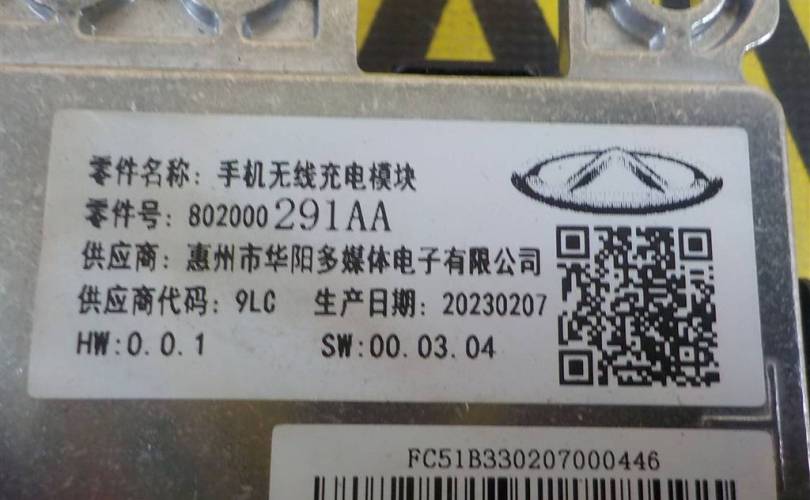 零件名称: 手机无线充电模块
零件号: 802000291AA
供应商: 惠州市华阳多媒体电子有限公司
供应商代码: 9LC 生产日期: 20230207
HW:0.0.1 SW:00.03.04
FC51B330207000446